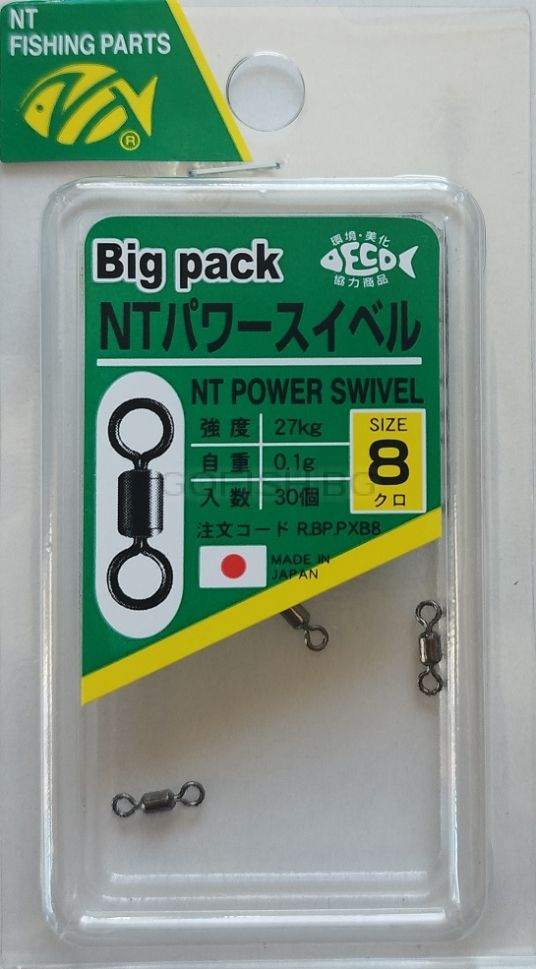 NT
FISHING PARTS
®
Big pack
環境・美化
ECO
協力商品
NTパワースイベル
NT POWER SWIVEL
強度 27kg
自重 0.1g
入数 30個
SIZE
8
クロ
GOFISH.BG
注文コード R.BP.PXB8
MADE IN
JAPAN